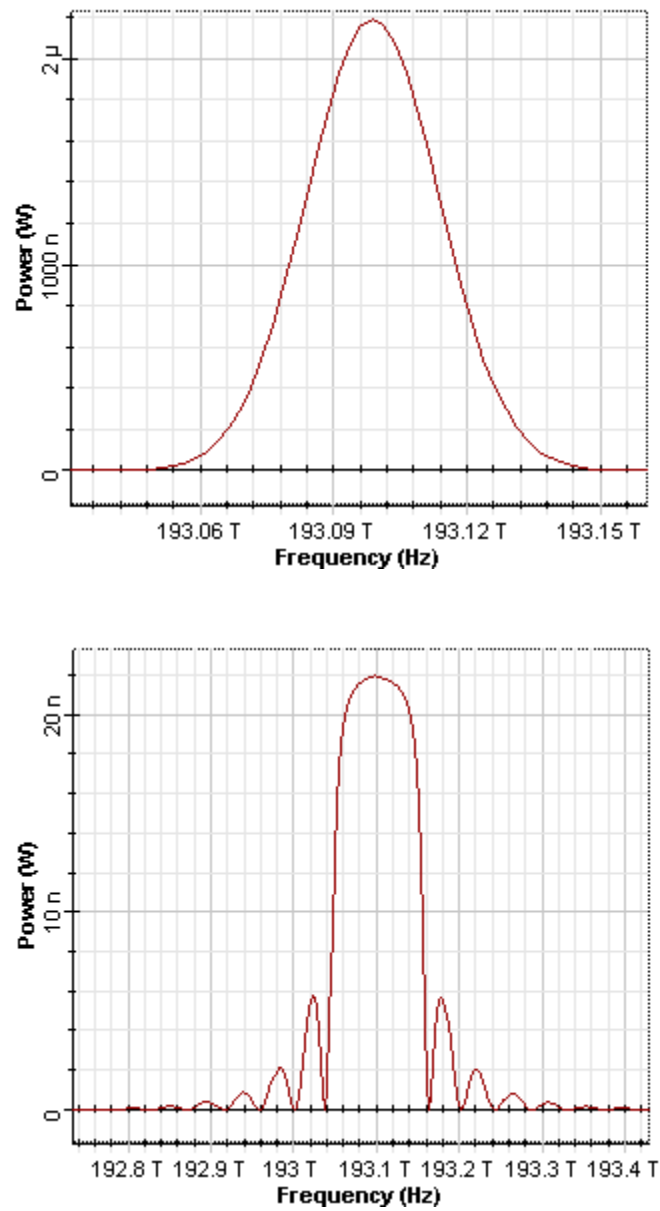 2 µ
1000 n
0
Power (W)
193.06 T 193.09 T 193.12 T 193.15 T
Frequency (Hz)
20 n
10 n
0
Power (W)
192.8 T 192.9 T 193 T 193.1 T 193.2 T 193.3 T 193.4 T
Frequency (Hz)